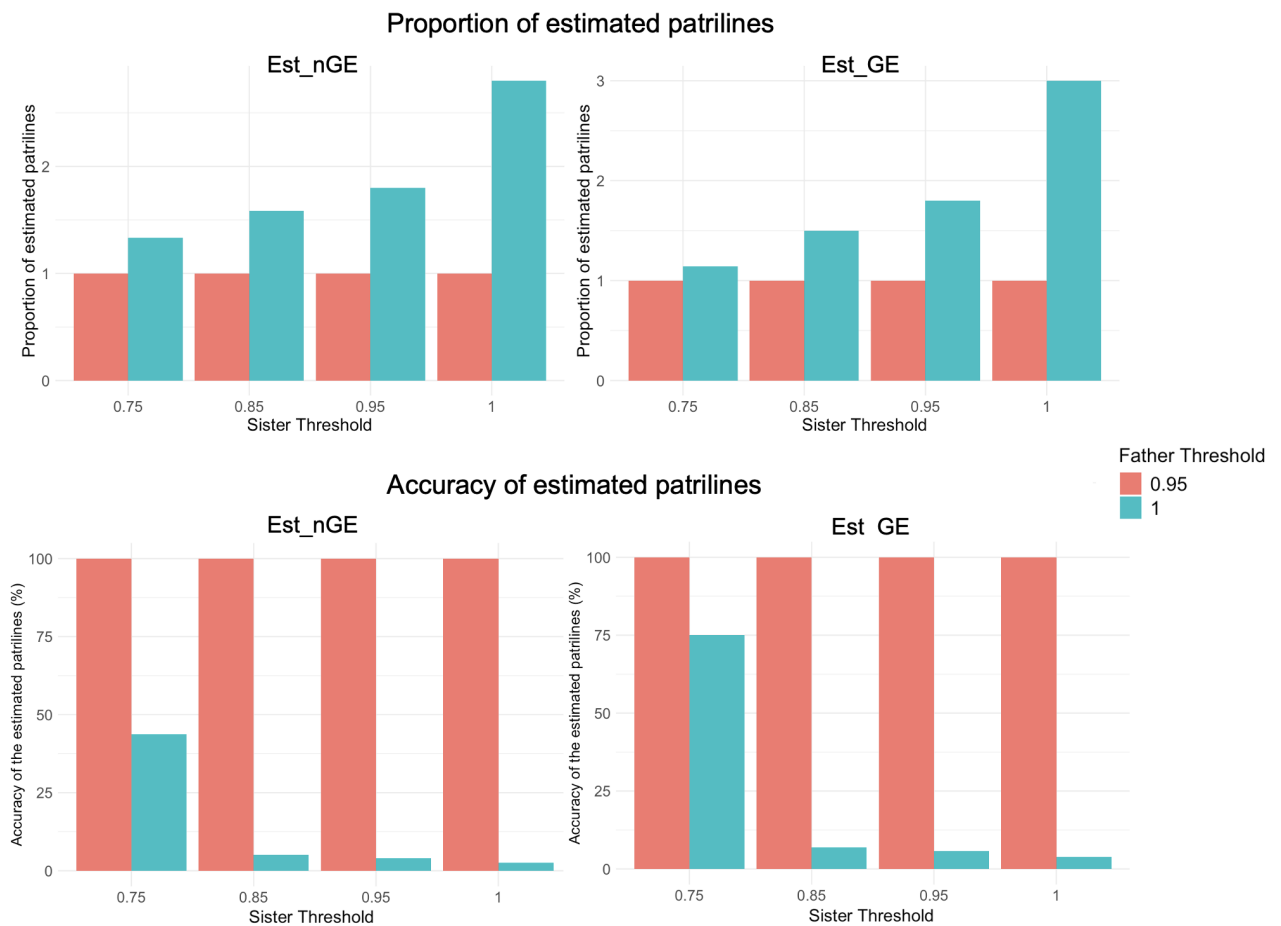 Proportion of estimated patrilines
Est_nGE
Est_GE
Proportion of estimated patrilines
2
1
0
0.75 0.85 0.95 1
Sister Threshold
Proportion of estimated patrilines
3
2
1
0
0.75 0.85 0.95 1
Sister Threshold
Father Threshold
0.95
1
Accuracy of estimated patrilines
Est_nGE
Est GE
Accuracy of the estimated patrilines (%)
100
75
50
25
0
0.75 0.85 0.95 1
Sister Threshold
Accuracy of the estimated patrilines (%)
100
75
50
25
0
0.75 0.85 0.95 1
Sister Threshold